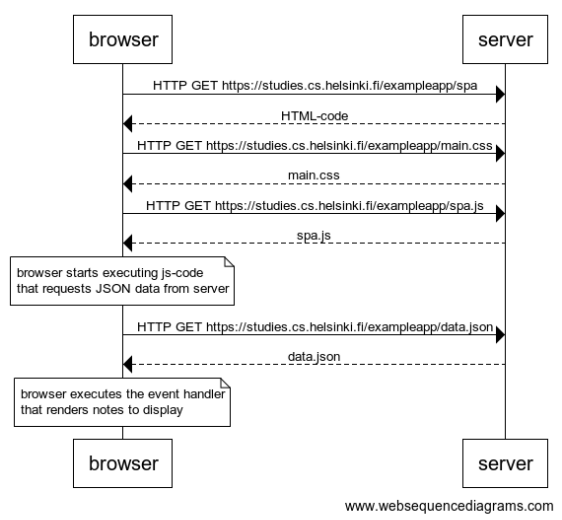 browser
server
HTTP GET https://studies.cs.helsinki.fi/exampleapp/spa
HTML-code
HTTP GET https://studies.cs.helsinki.fi/exampleapp/main.css
main.css
HTTP GET https://studies.cs.helsinki.fi/exampleapp/spa.js
spa.js
browser starts executing js-code
that requests JSON data from server
HTTP GET https://studies.cs.helsinki.fi/exampleapp/data.json
data.json
browser executes the event handler
that renders notes to display
browser
server
www.websequencediagrams.com